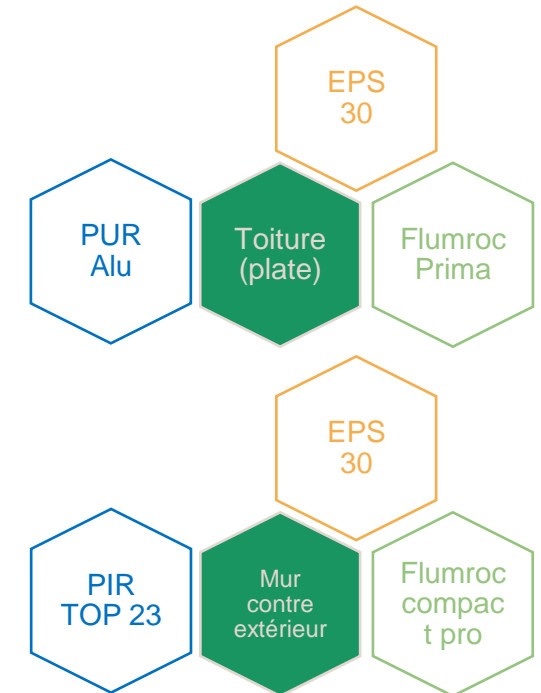 EPS
30
PUR
Alu
Toiture
(plate)
Flumroc
Prima
EPS
30
PIR
TOP 23
Mur
contre
extérieur
Flumroc
compac
t pro